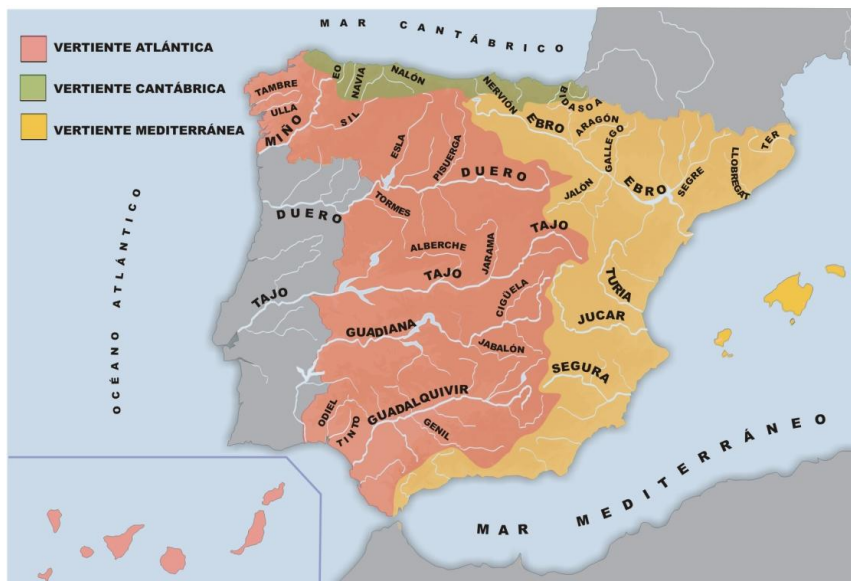 MAR CANTÁBRICO
VERTIENTE ATLÁNTICA
VERTIENTE CANTÁBRICA
VERTIENTE MEDITERRÁNEA
OCÉANO ATLÁNTICO
TAMBRE
ULLA
MIÑO
SIL
EO
NAVIA
NALÓN
NERVIÓN
BIDASOA
EBRO
ARAGÓN
GALLEGO
SEGRE
LLOBREGAT
TER
ESLA
PISUERGA
DUERO
JALÓN
EBRO
DUERO
TORMES
ALBERCHE
JARAMA
TAJO
TAJO
TAJO
CIGÜELA
TURIA
JUCAR
GUADIANA
JABALÓN
SEGURA
GUADALQUIVIR
ODIEL
TINTO
GENIL
MAR MEDITERRÁNEO